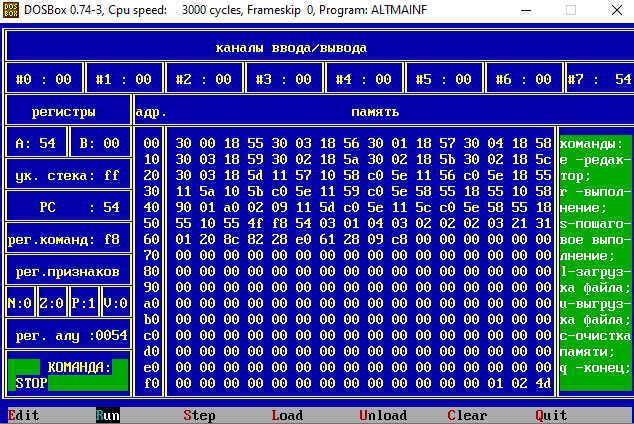 DOSBox 0.74-3, Cpu speed: 3000 cycles, Frameskip 0, Program: ALTMAINF
каналы ввода/вывода
#0 : 00 #1 : 00 #2 : 00 #3 : 00 #4 : 00 #5 : 00 #6 : 00 #7 : 54
регистры адр. память
A: 54 B: 00
ук. стека: ff
PC : 54
рег.команд: f8
рег.признаков
N:0 Z:0 P:1 V:0
рег. алу :0054
КОМАНДА:
STOP
00 30 00 18 55 30 03 18 56 30 01 18 57 30 04 18 58
10 30 03 18 59 30 02 18 5a 30 02 18 5b 30 02 18 5c
20 30 03 18 5d 11 57 10 58 c0 5e 11 56 c0 5e 18 55
30 11 5a 10 5b c0 5e 11 59 c0 5e 58 55 18 55 10 58
40 90 01 a0 02 09 11 5d c0 5e 11 5c c0 5e 58 55 18
50 55 10 55 4f f8 54 03 01 04 03 02 02 02 03 21 31
60 01 20 8c 82 28 e0 61 28 09 c8 00 00 00 00 00 00
70 00 00 00 00 00 00 00 00 00 00 00 00 00 00 00 00
80 00 00 00 00 00 00 00 00 00 00 00 00 00 00 00 00
90 00 00 00 00 00 00 00 00 00 00 00 00 00 00 00 00
a0 00 00 00 00 00 00 00 00 00 00 00 00 00 00 00 00
b0 00 00 00 00 00 00 00 00 00 00 00 00 00 00 00 00
c0 00 00 00 00 00 00 00 00 00 00 00 00 00 00 00 00
d0 00 00 00 00 00 00 00 00 00 00 00 00 00 00 00 00
e0 00 00 00 00 00 00 00 00 00 00 00 00 00 00 00 00
f0 00 00 00 00 00 00 00 00 00 00 00 00 00 01 02 4d
команды:
e -редак-
тор;
r -выпол-
нение;
s-пошаго-
вое выпо-
лнение;
l-загруз-
ка файла;
u-выгруз-
ка файла;
c-очистка
памяти;
q -конец;
Edit Run Step Load Unload Clear Quit